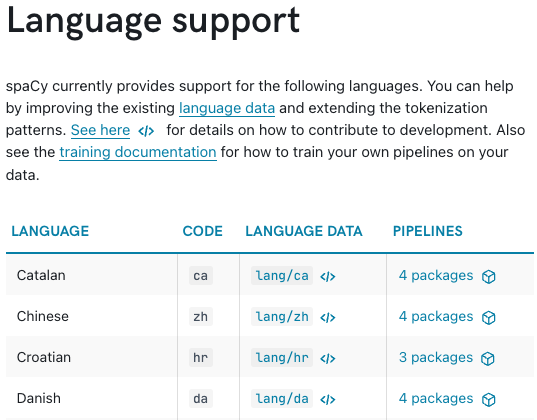 Language support
spaCy currently provides support for the following languages. You can help
by improving the existing language data and extending the tokenization
patterns. See here </> for details on how to contribute to development. Also
see the training documentation for how to train your own pipelines on your
data.
LANGUAGE CODE LANGUAGE DATA PIPELINES
Catalan ca lang/ca </> 4 packages
Chinese zh lang/zh </> 4 packages
Croatian hr lang/hr </> 3 packages
Danish da lang/da </> 4 packages